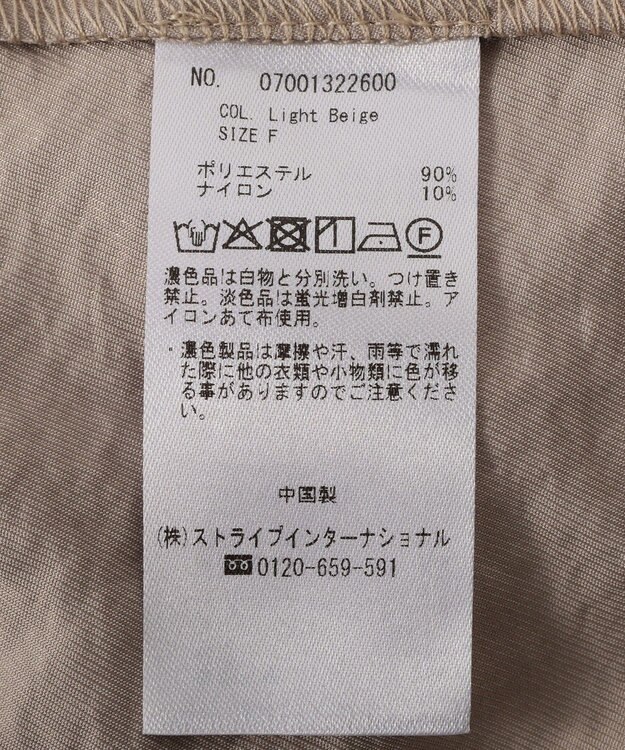 NO. 07001322600
COL. Light Beige
SIZE F
ポリエステル 90%
ナイロン 10%
F
濃色品は白物と分別洗い。つけ置き
禁止。淡色品は蛍光増白剤禁止。ア
イロンあて布使用。
・濃色製品は摩擦や汗、雨等で濡れ
た際に他の衣類や小物類に色が移
る事がありますのでご注意くださ
い。
中国製
(株)ストライプインターナショナル
0120-659-591